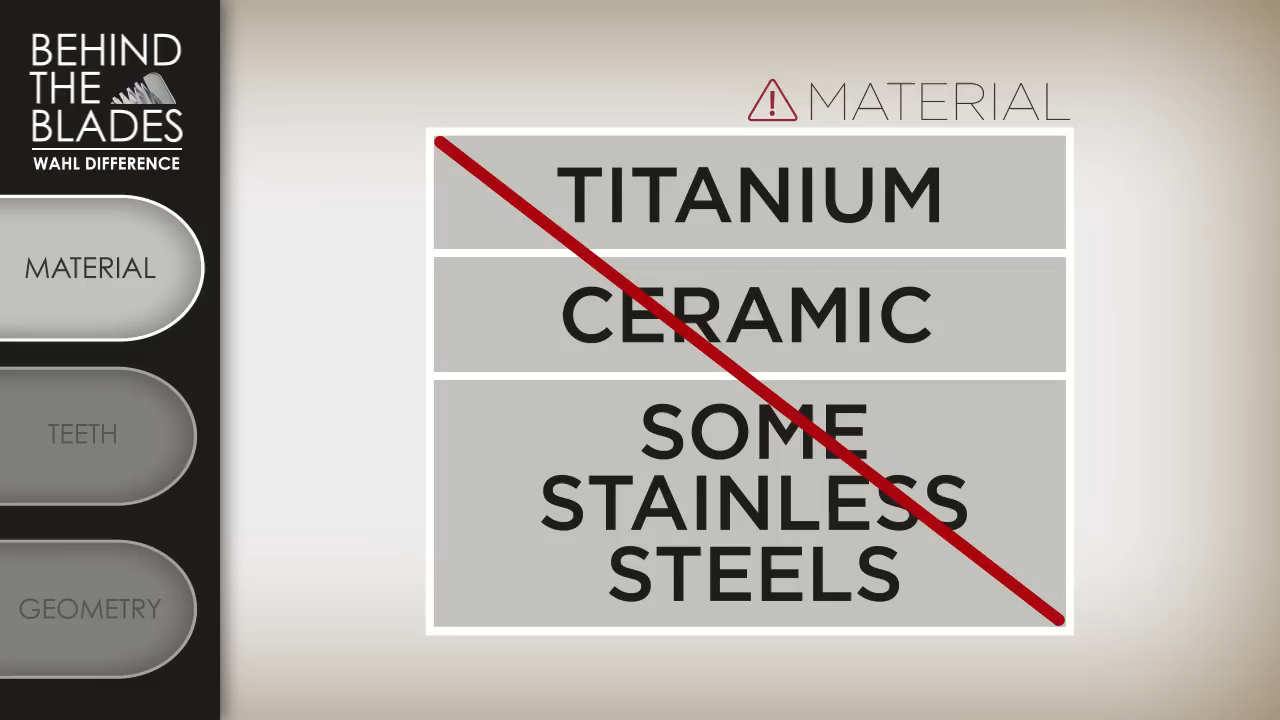 BEHIND
THE
BLADES
WAHL DIFFERENCE
MATERIAL
TEETH
GEOMETRY
MATERIAL
TITANIUM
CERAMIC
SOME
STAINLESS
STEELS